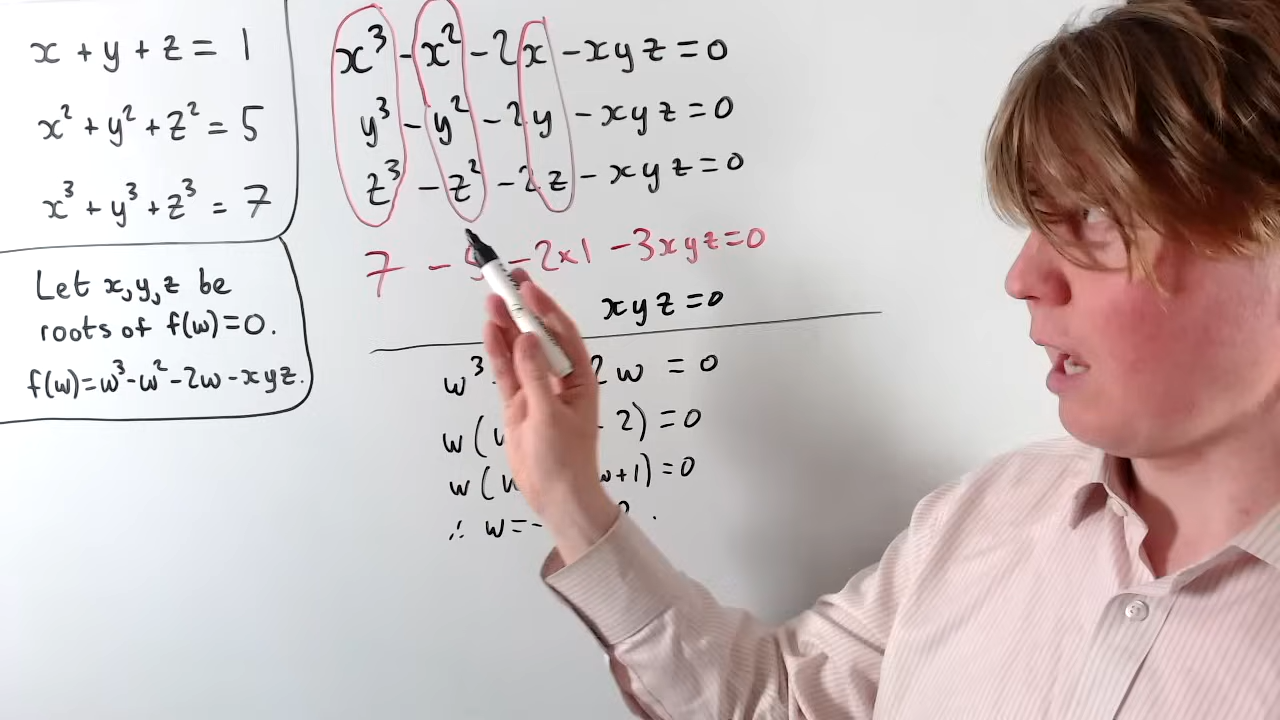 x + y + z = 1
x² + y² + z² = 5
x³ + y³ + z³ = 7
Let x, y, z be
roots of f(w)=0.
f(w)=w³-w²-2w-xyz.
x³ - x² - 2x - xyz = 0
y³ - y² - 2y - xyz = 0
z³ - z² - 2z - xyz = 0
7 - 5 - 2×1 - 3xyz = 0
xyz = 0
w³ - 2w = 0
w( - 2) = 0
w( w+1) = 0
∴ w = -